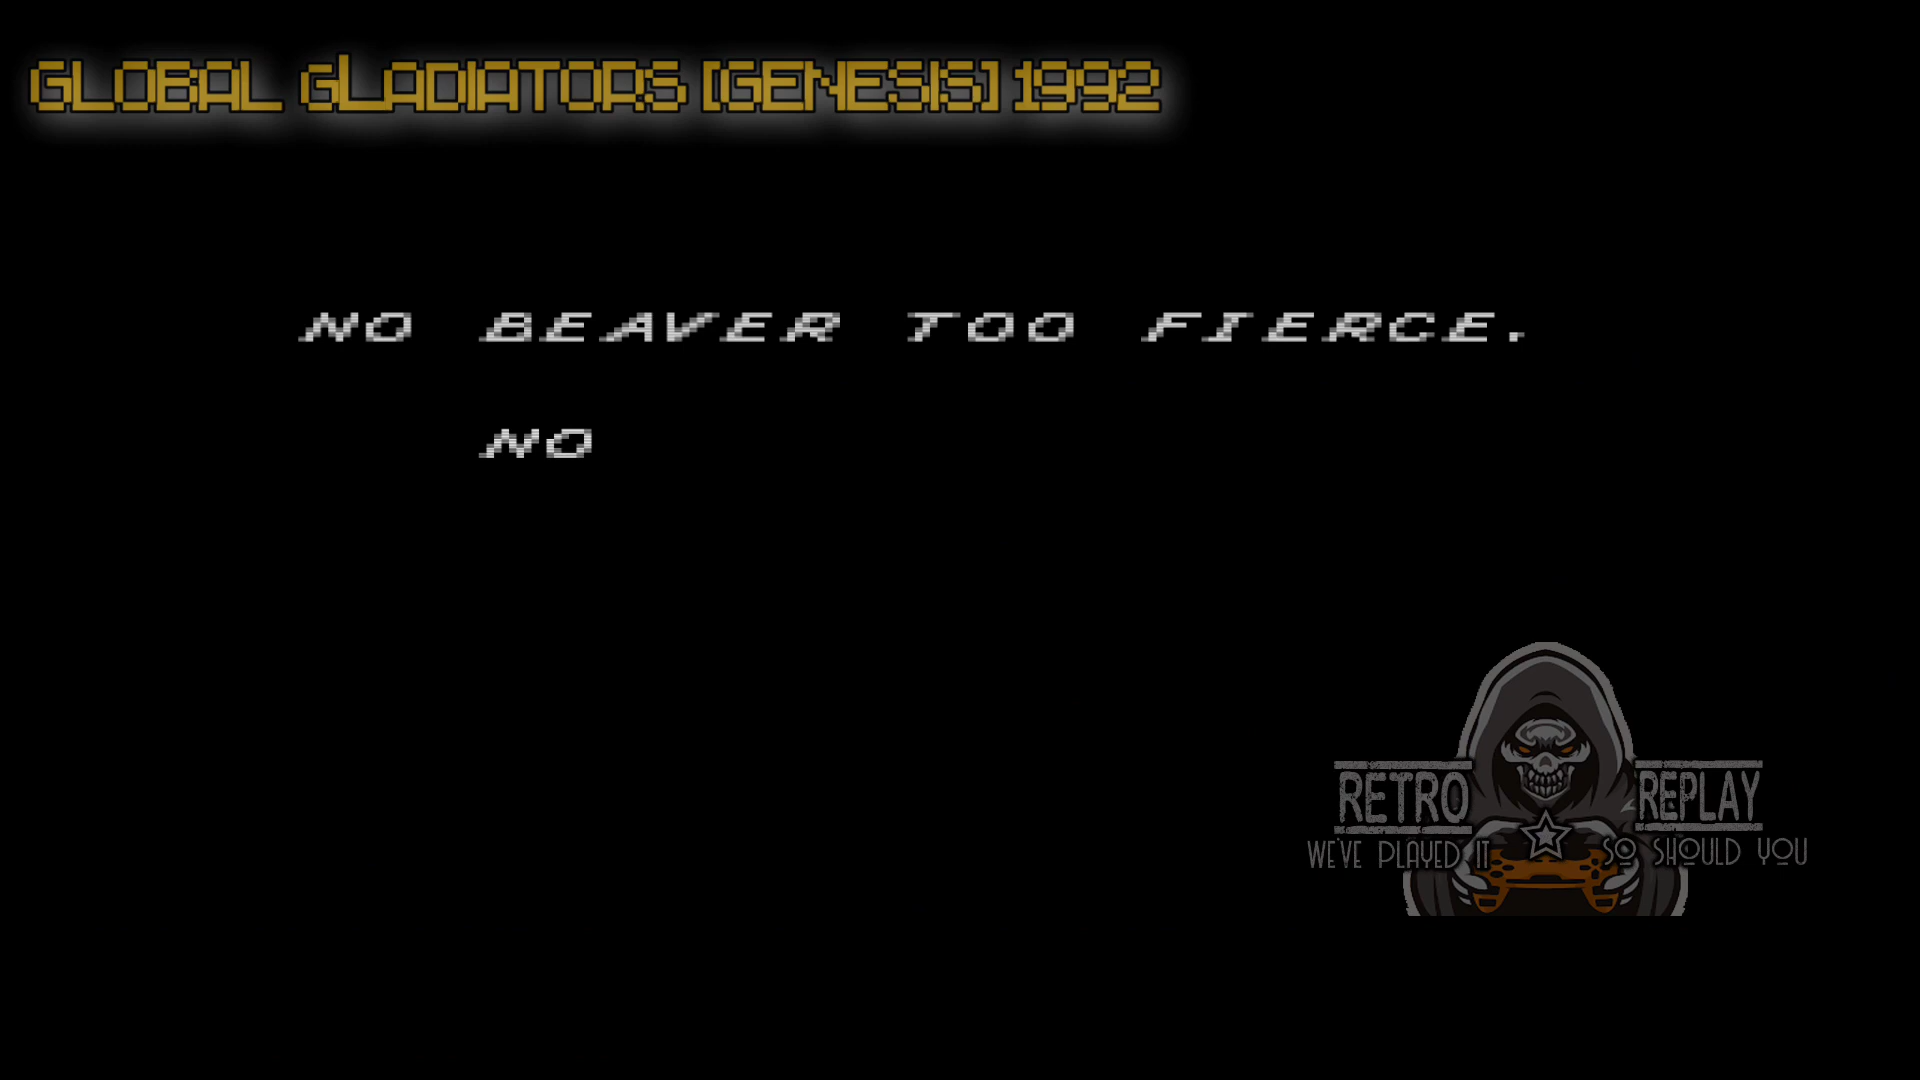 GLOBAL GLADIATORS [GENESIS] 1992
NO BEAVER TOO FIERCE.
NO
RETRO REPLAY
WE'VE PLAYED IT SO SHOULD YOU